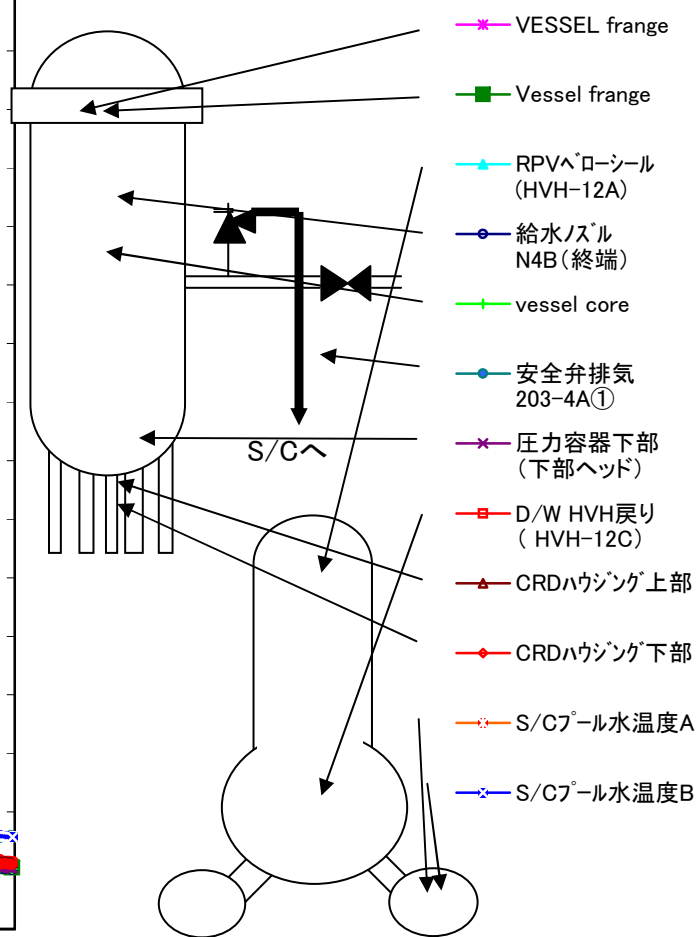 VESSEL frange
Vessel frange
RPVベローシール
(HVH-12A)
給水ノズル
N4B(終端)
vessel core
安全弁排気
203-4A①
圧力容器下部
(下部ヘッド)
D/W HVH戻り
( HVH-12C)
CRDハウジング上部
CRDハウジング下部
S/Cプール水温度A
S/Cプール水温度B
S/Cへ